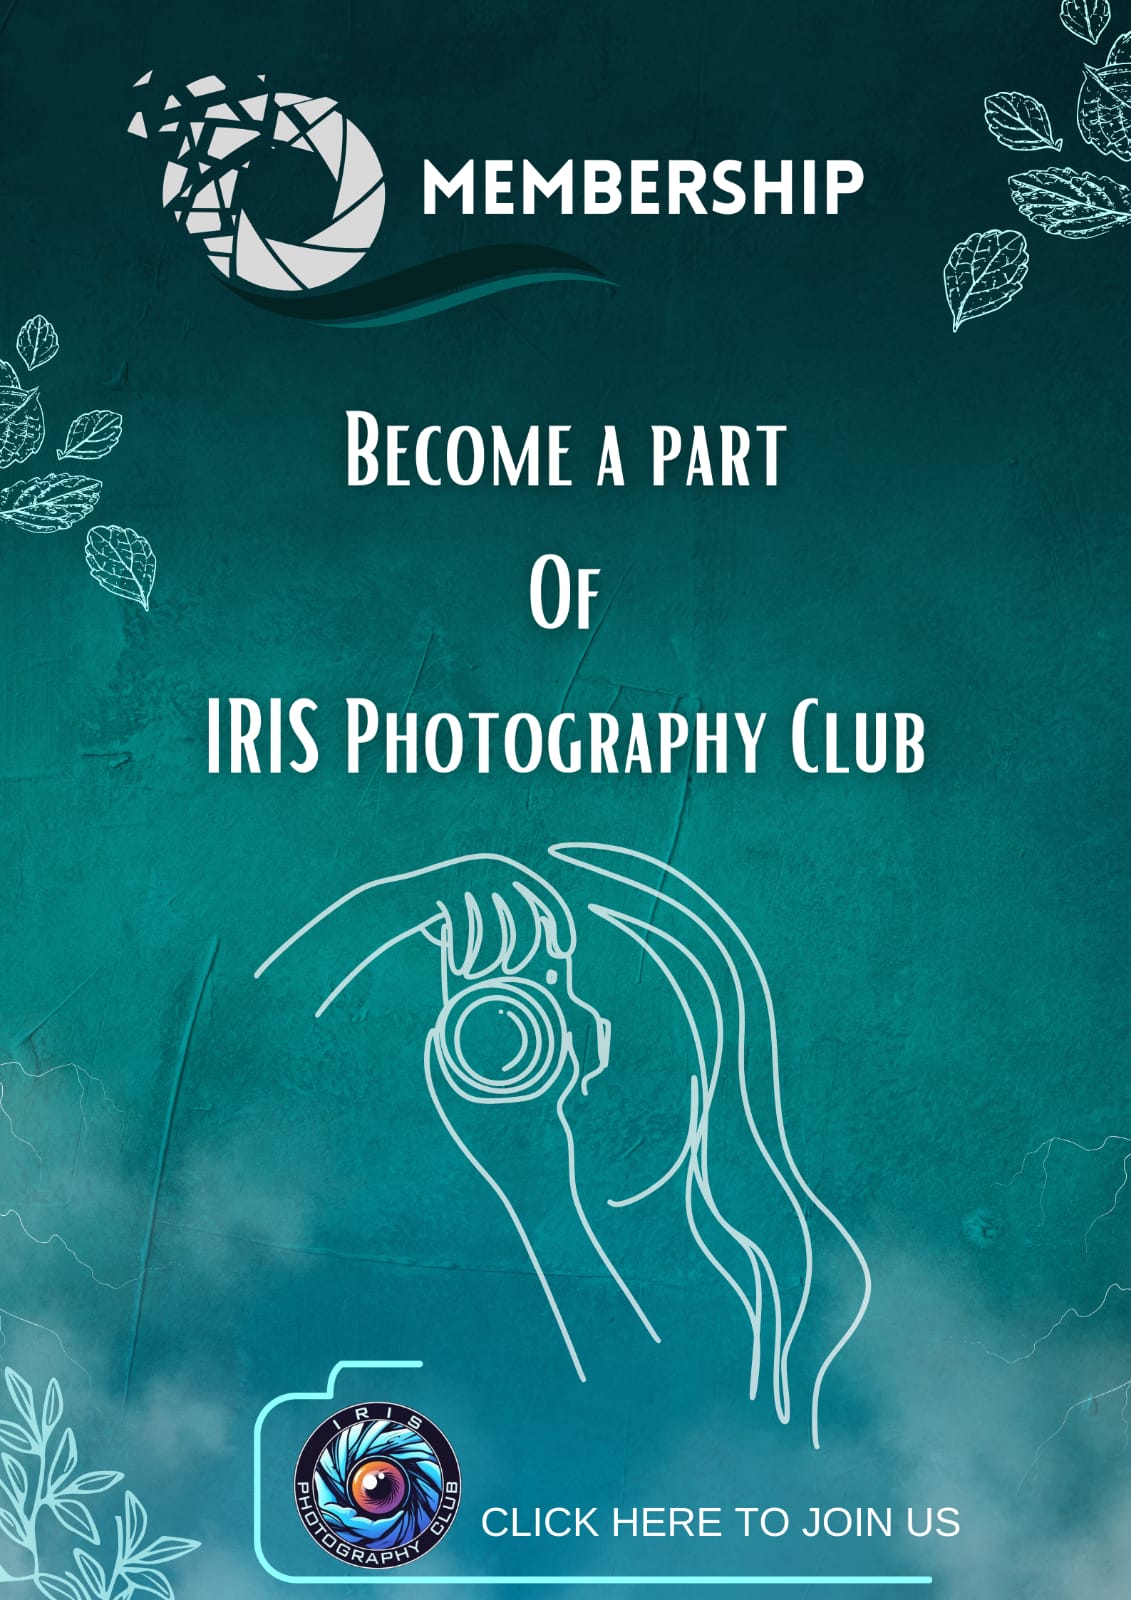 MEMBERSHIP
BECOME A PART
OF
IRIS PHOTOGRAPHY CLUB
IRIS
PHOTOGRAPHY CLUB
CLICK HERE TO JOIN US